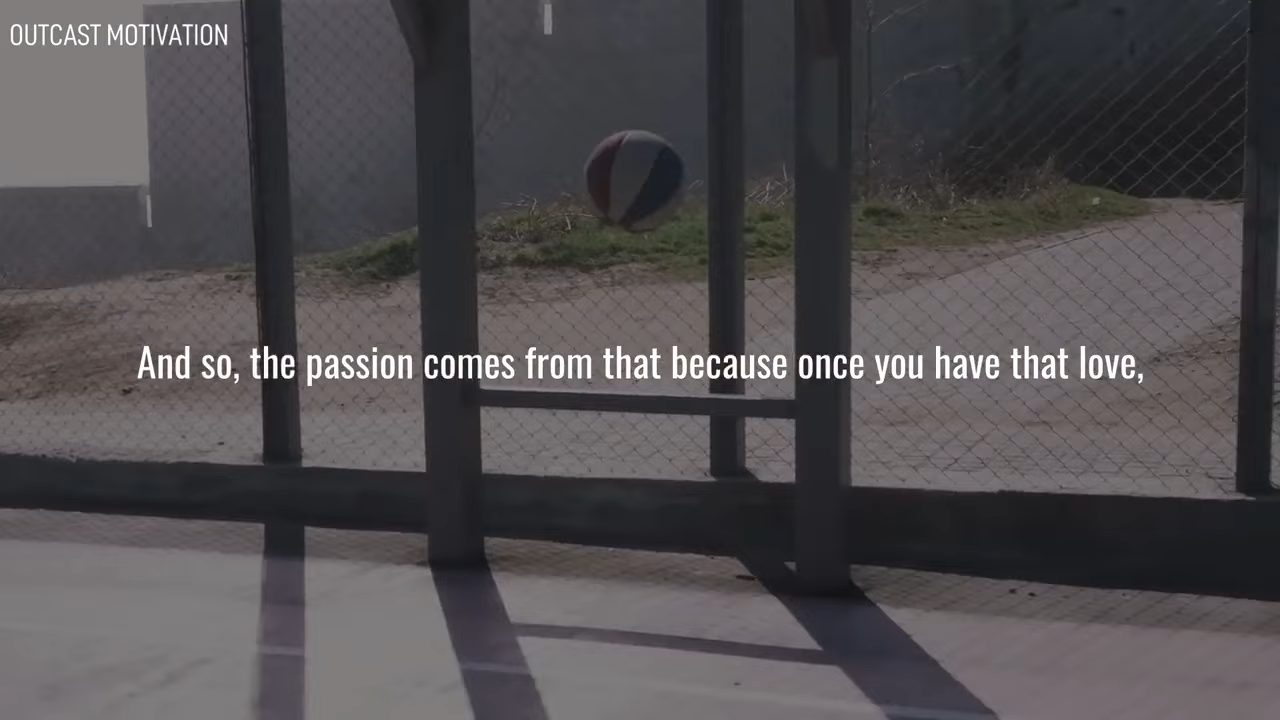 OUTCAST MOTIVATION
And so, the passion comes from that because once you have that love,